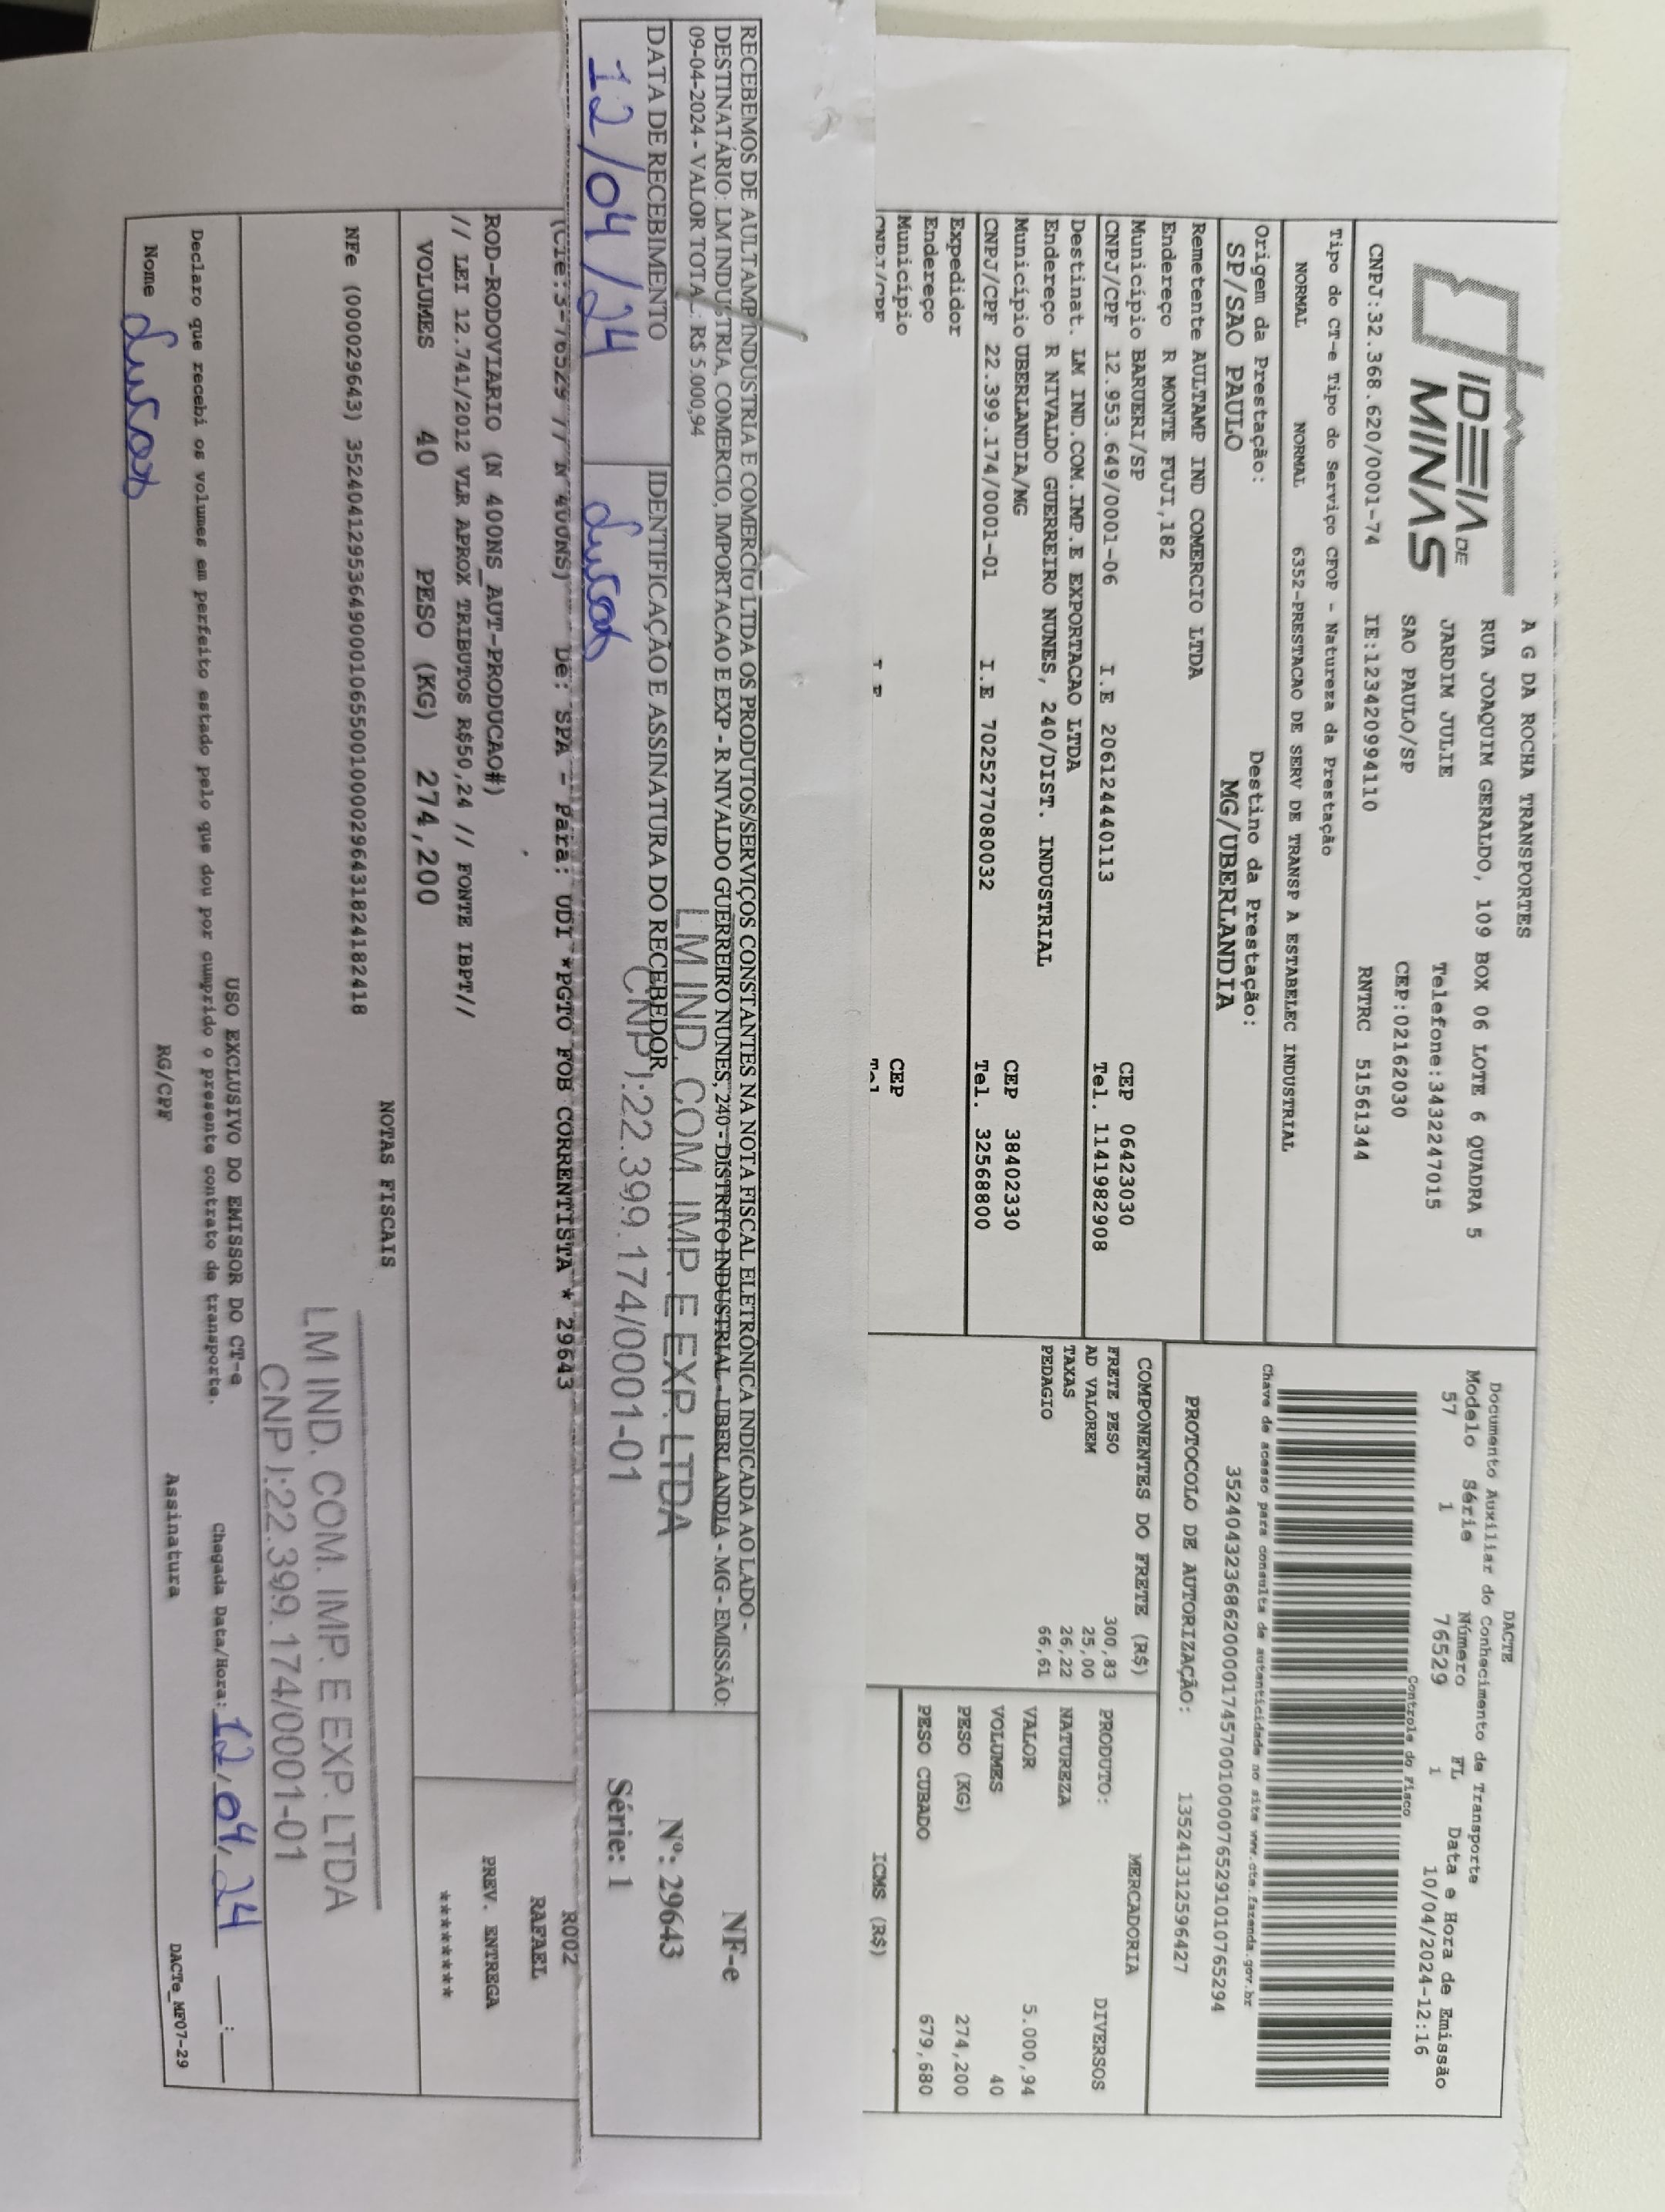 IDEIA DE
MINAS
A G DA ROCHA TRANSPORTES
RUA JOAQUIM GERALDO, 109 BOX 06 LOTE 6 QUADRA 5
JARDIM JULIE Telefone:3432247015
SAO PAULO/SP CEP:02162030
CNPJ:32.368.620/0001-74 IE:123420994110 RNTRC 51561344
Tipo do CT-e Tipo do Serviço CFOP - Natureza da Prestação
NORMAL NORMAL 6352-PRESTACAO DE SERV DE TRANSP A ESTABELEC INDUSTRIAL
Origem da Prestação: Destino da Prestação:
SP/SAO PAULO MG/UBERLANDIA
DACTE
Documento Auxiliar do Conhecimento de Transporte
Modelo Série Número FL Data e Hora de Emissão
57 1 76529 1 10/04/2024-12:16
Controle do Fisco
Chave de acesso para consulta de autenticidade no site www.cte.fazenda.gov.br
35240432368620000174570010000765291010765294
PROTOCOLO DE AUTORIZAÇÃO: 135241312596427
Remetente AULTAMP IND COMERCIO LTDA
Endereço R MONTE FUJI,182
Município BARUERI/SP CEP 06423030
CNPJ/CPF 12.953.649/0001-06 I.E 206124440113 Tel. 1141982908
Destinat. LM IND.COM.IMP.E EXPORTACAO LTDA
Endereço R NIVALDO GUERREIRO NUNES, 240/DIST. INDUSTRIAL
Município UBERLANDIA/MG CEP 38402330
CNPJ/CPF 22.399.174/0001-01 I.E 7025277080032 Tel. 32568800
Expedidor
Endereço
Município CEP
CNPJ/CPF I E Tel
COMPONENTES DO FRETE (R$)
FRETE PESO 300,83
AD VALOREM 25,00
TAXAS 26,22
PEDAGIO 66,61
MERCADORIA
PRODUTO: DIVERSOS
NATUREZA
VALOR 5.000,94
VOLUMES 40
PESO (KG) 274,200
PESO CUBADO 679,680
ICMS (R$)
RECEBEMOS DE AULTAMP INDUSTRIA E COMERCIO LTDA OS PRODUTOS/SERVIÇOS CONSTANTES NA NOTA FISCAL ELETRÔNICA INDICADA AO LADO -
DESTINATÁRIO: LM INDUSTRIA, COMERCIO, IMPORTACAO E EXP - R NIVALDO GUERREIRO NUNES, 240 - DISTRITO INDUSTRIAL - UBERLANDIA - MG - EMISSÃO:
09-04-2024 - VALOR TOTAL: R$ 5.000,94
DATA DE RECEBIMENTO IDENTIFICAÇÃO E ASSINATURA DO RECEBEDOR
12/04/24 Lucas
LM IND. COM. IMP. E EXP. LTDA
CNPJ:22.399.174/0001-01
NF-e
Nº: 29643
Série: 1
(Cte:3-76529 // N 400NS) De: SPA - Para: UDI *PGTO FOB CORRENTISTA * 29643
ROD-RODOVIARIO (N 400NS_AUT-PRODUCAO#)
// LEI 12.741/2012 VLR APROX TRIBUTOS R$50,24 // FONTE IBPT//
VOLUMES 40 PESO (KG) 274,200
R002
RAFAEL
PREV. ENTREGA
********
NOTAS FISCAIS
NFe (000029643) 35240412953649000106550010000296431824182418
LM IND. COM. IMP. E EXP. LTDA
CNPJ:22.399.174/0001-01
USO EXCLUSIVO DO EMISSOR DO CT-e
Declaro que recebi os volumes em perfeito estado pelo que dou por cumprido o presente contrato de transporte. Chegada Data/Hora: 12/04/24 __:__
Nome Lucas RG/CPF Assinatura
DACTe_MF07-29